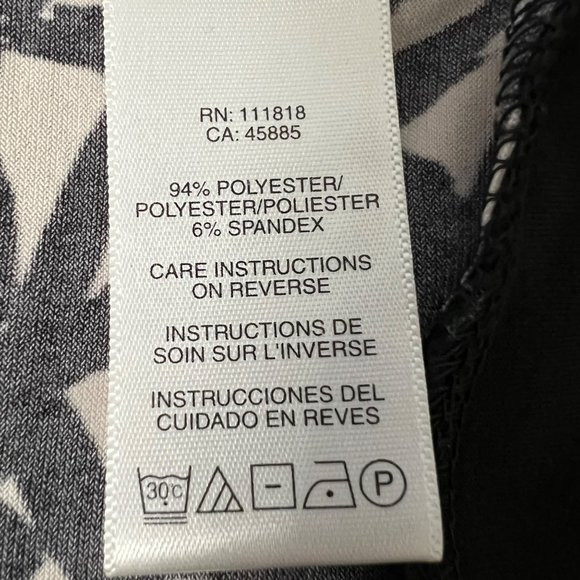 RN: 111818
CA: 45885
94% POLYESTER/
POLYESTER/POLIESTER
6% SPANDEX
CARE INSTRUCTIONS
ON REVERSE
INSTRUCTIONS DE
SOIN SUR L'INVERSE
INSTRUCCIONES DEL
CUIDADO EN REVES
30C P